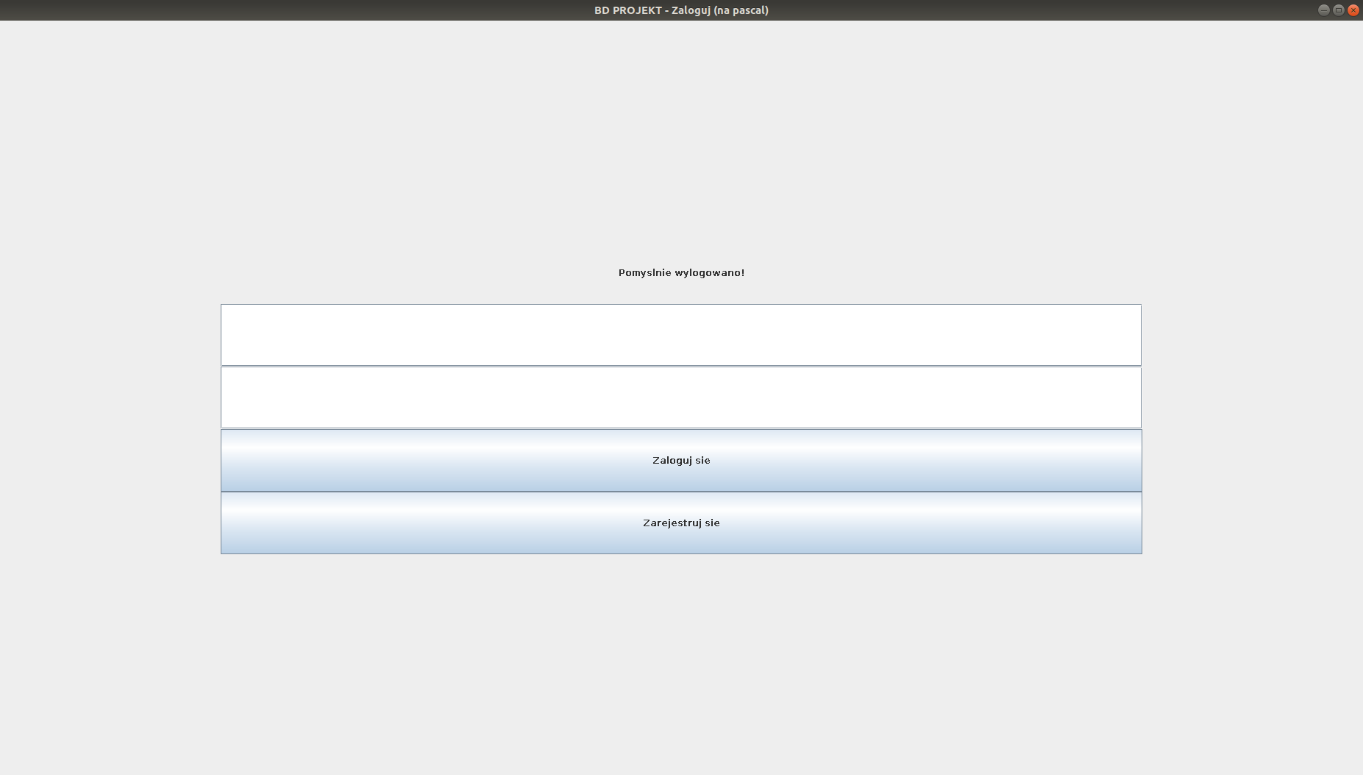 BD PROJEKT - Zaloguj (na pascal)
Pomyslnie wylogowano!
Zaloguj sie
Zarejestruj sie